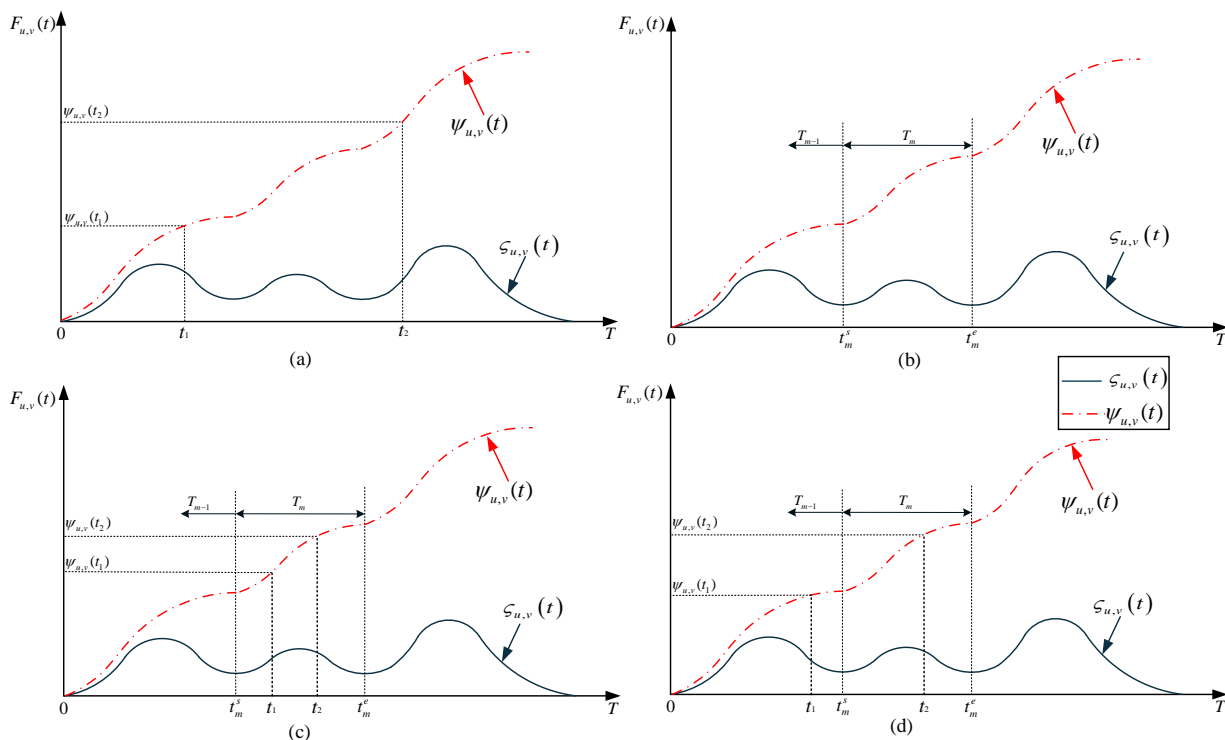 F_{u,v}(t)
ψ_{u,v}(t_2)
ψ_{u,v}(t)
ψ_{u,v}(t_1)
ς_{u,v}(t)
0
t_1
t_2
T
(a)
F_{u,v}(t)
T_{m-1}
T_m
ψ_{u,v}(t)
ς_{u,v}(t)
0
t_m^s
t_m^e
T
(b)
ς_{u,v}(t)
ψ_{u,v}(t)
F_{u,v}(t)
T_{m-1}
T_m
ψ_{u,v}(t)
ψ_{u,v}(t_2)
ψ_{u,v}(t_1)
ς_{u,v}(t)
0
t_m^s
t_1
t_2
t_m^e
T
(c)
F_{u,v}(t)
T_{m-1}
T_m
ψ_{u,v}(t)
ψ_{u,v}(t_2)
ψ_{u,v}(t_1)
ς_{u,v}(t)
0
t_1
t_m^s
t_2
t_m^e
T
(d)